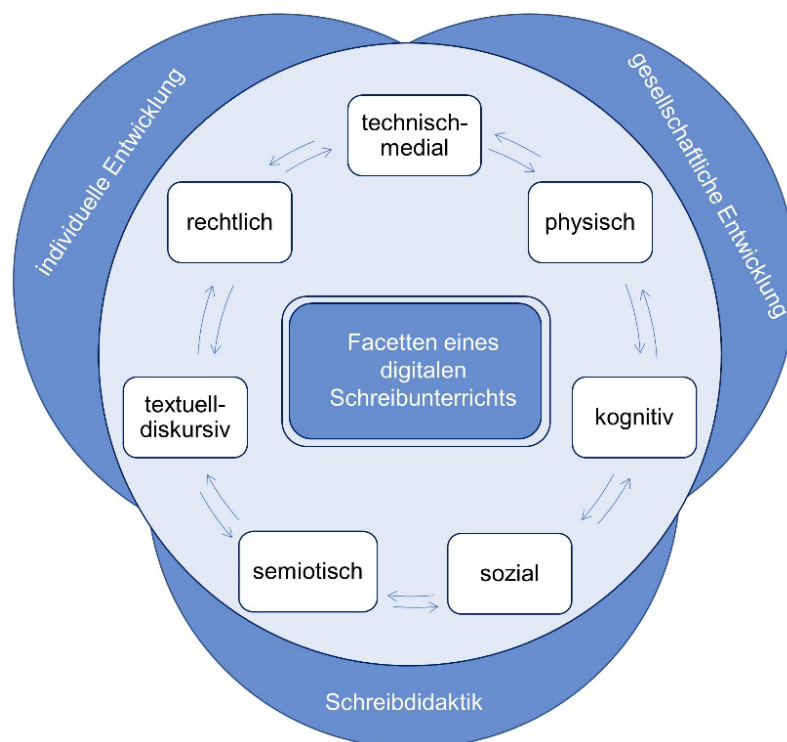 individuelle Entwicklung
gesellschaftliche Entwicklung
technisch-
medial
rechtlich
physisch
Facetten eines
digitalen
Schreibunterrichts
textuell-
diskursiv
kognitiv
semiotisch
sozial
Schreibdidaktik